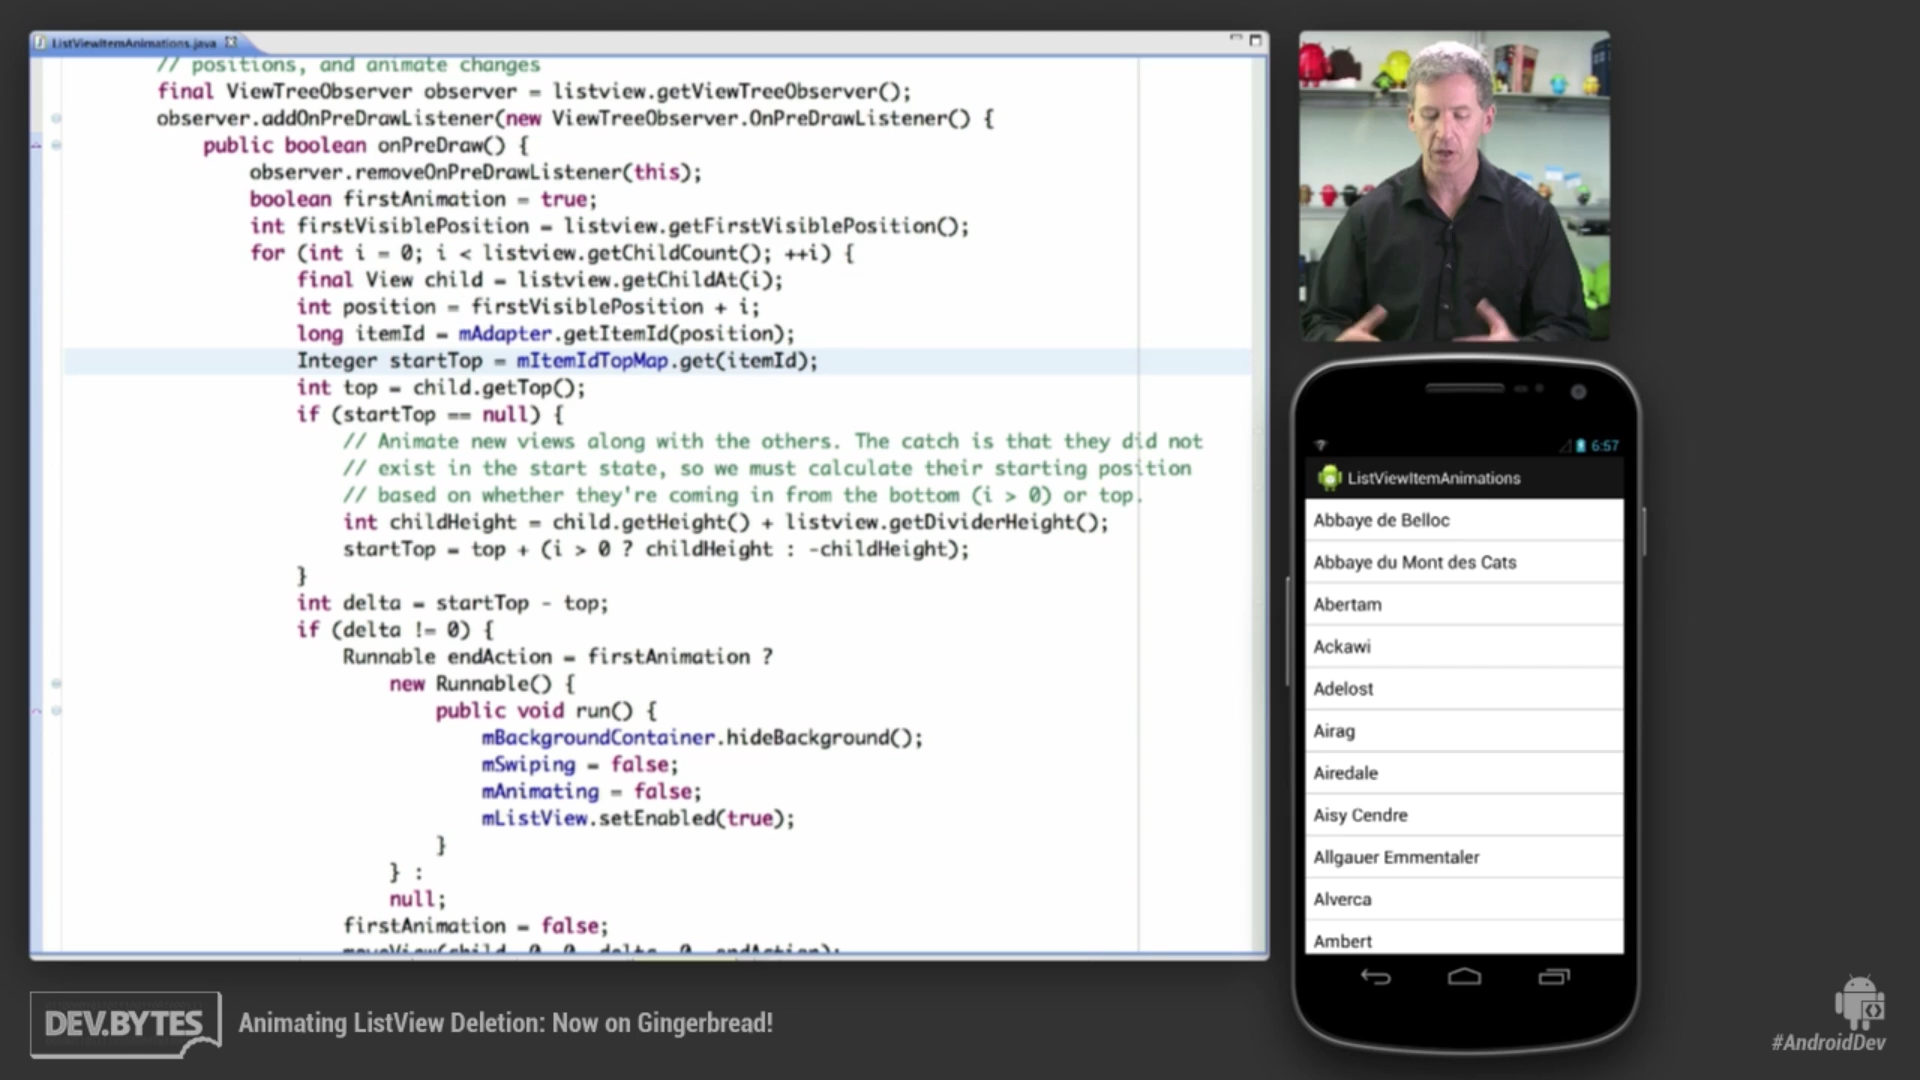 ListViewItemAnimations.java
// positions, and animate changes
final ViewTreeObserver observer = listview.getViewTreeObserver();
observer.addOnPreDrawListener(new ViewTreeObserver.OnPreDrawListener() {
public boolean onPreDraw() {
observer.removeOnPreDrawListener(this);
boolean firstAnimation = true;
int firstVisiblePosition = listview.getFirstVisiblePosition();
for (int i = 0; i < listview.getChildCount(); ++i) {
final View child = listview.getChildAt(i);
int position = firstVisiblePosition + i;
long itemId = mAdapter.getItemId(position);
Integer startTop = mItemIdTopMap.get(itemId);
int top = child.getTop();
if (startTop == null) {
// Animate new views along with the others. The catch is that they did not
// exist in the start state, so we must calculate their starting position
// based on whether they're coming in from the bottom (i > 0) or top.
int childHeight = child.getHeight() + listview.getDividerHeight();
startTop = top + (i > 0 ? childHeight : -childHeight);
}
int delta = startTop - top;
if (delta != 0) {
Runnable endAction = firstAnimation ?
new Runnable() {
public void run() {
mBackgroundContainer.hideBackground();
mSwiping = false;
mAnimating = false;
mListView.setEnabled(true);
}
} :
null;
firstAnimation = false;
moveView(child, 0, 0, delta, 0, endAction);
6:57
ListViewItemAnimations
Abbaye de Belloc
Abbaye du Mont des Cats
Abertam
Ackawi
Adelost
Airag
Airedale
Aisy Cendre
Allgauer Emmentaler
Alverca
Ambert
DEV.BYTES
Animating ListView Deletion: Now on Gingerbread!
#AndroidDev